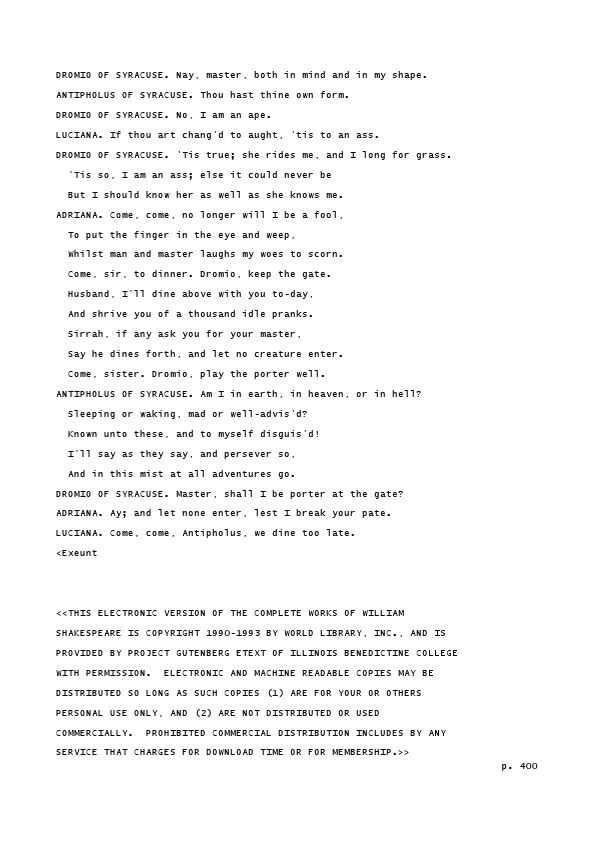 DROMIO OF SYRACUSE. Nay, master, both in mind and in my shape.
ANTIPHOLUS OF SYRACUSE. Thou hast thine own form.
DROMIO OF SYRACUSE. No, I am an ape.
LUCIANA. If thou art chang'd to aught, 'tis to an ass.
DROMIO OF SYRACUSE. 'Tis true; she rides me, and I long for grass.
'Tis so, I am an ass; else it could never be
But I should know her as well as she knows me.
ADRIANA. Come, come, no longer will I be a fool,
To put the finger in the eye and weep,
Whilst man and master laughs my woes to scorn.
Come, sir, to dinner. Dromio, keep the gate.
Husband, I'll dine above with you to-day,
And shrive you of a thousand idle pranks.
Sirrah, if any ask you for your master,
Say he dines forth, and let no creature enter.
Come, sister. Dromio, play the porter well.
ANTIPHOLUS OF SYRACUSE. Am I in earth, in heaven, or in hell?
Sleeping or waking, mad or well-advis'd?
Known unto these, and to myself disguis'd!
I'll say as they say, and persever so,
And in this mist at all adventures go.
DROMIO OF SYRACUSE. Master, shall I be porter at the gate?
ADRIANA. Ay; and let none enter, lest I break your pate.
LUCIANA. Come, come, Antipholus, we dine too late.
<Exeunt
<<THIS ELECTRONIC VERSION OF THE COMPLETE WORKS OF WILLIAM
SHAKESPEARE IS COPYRIGHT 1990-1993 BY WORLD LIBRARY, INC., AND IS
PROVIDED BY PROJECT GUTENBERG ETEXT OF ILLINOIS BENEDICTINE COLLEGE
WITH PERMISSION.  ELECTRONIC AND MACHINE READABLE COPIES MAY BE
DISTRIBUTED SO LONG AS SUCH COPIES (1) ARE FOR YOUR OR OTHERS
PERSONAL USE ONLY, AND (2) ARE NOT DISTRIBUTED OR USED
COMMERCIALLY.  PROHIBITED COMMERCIAL DISTRIBUTION INCLUDES BY ANY
SERVICE THAT CHARGES FOR DOWNLOAD TIME OR FOR MEMBERSHIP.>>
p. 400